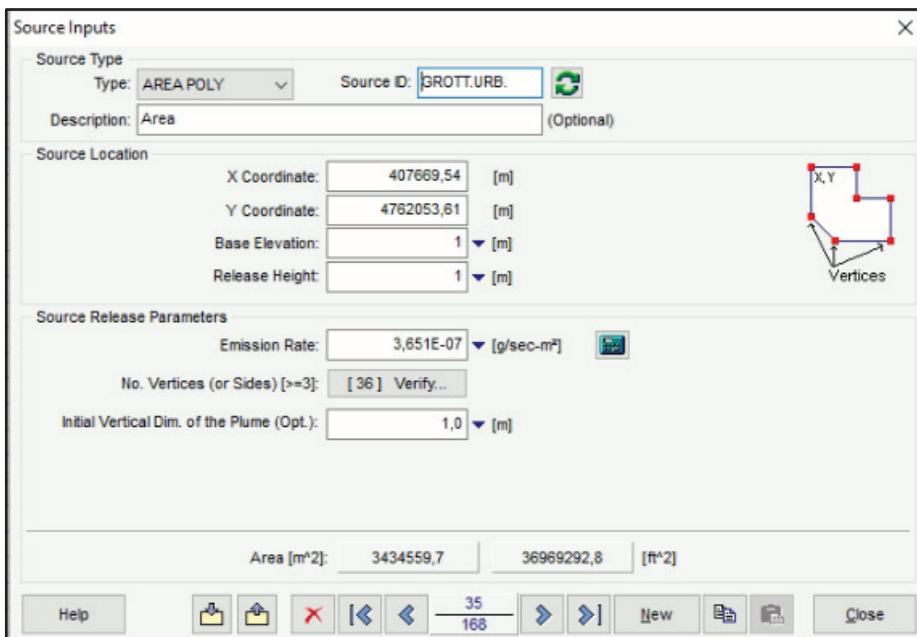 Source Inputs
Source Type
Type: AREA POLY Source ID: GROTT.URB.
Description: Area (Optional)
Source Location
X Coordinate: 407669,54 [m]
Y Coordinate: 4762053,61 [m]
Base Elevation: 1 [m]
Release Height: 1 [m]
X, Y
Vertices
Source Release Parameters
Emission Rate: 3,651E-07 [g/sec-m²]
No. Vertices (or Sides) [>=3]: [ 36 ] Verify...
Initial Vertical Dim. of the Plume (Opt.): 1,0 [m]
Area [m^2]: 3434559,7 36969292,8 [ft^2]
Help 35 New Close
168